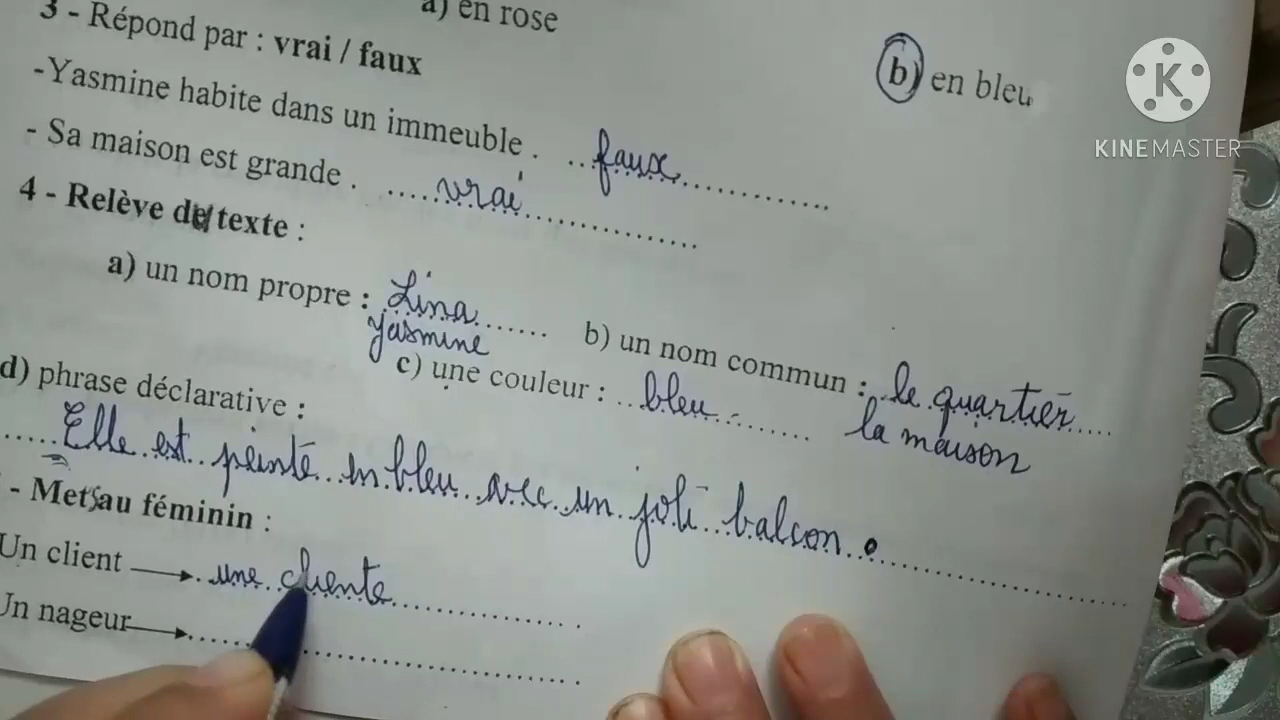 a) en rose
b) en bleu
3 - Répond par : vrai / faux
-Yasmine habite dans un immeuble . ..faux..............
- Sa maison est grande . ....vrai.................
4 - Relève du texte :
a) un nom propre : Lina.......
yasmine
b) un nom commun : le quartier....
la maison
c) une couleur : ..bleu..........
d) phrase déclarative :
.....Elle est peinte en bleu avec un joli balcon.
- Mets au féminin :
Un client → une cliente
Un nageur →
K
KINEMASTER